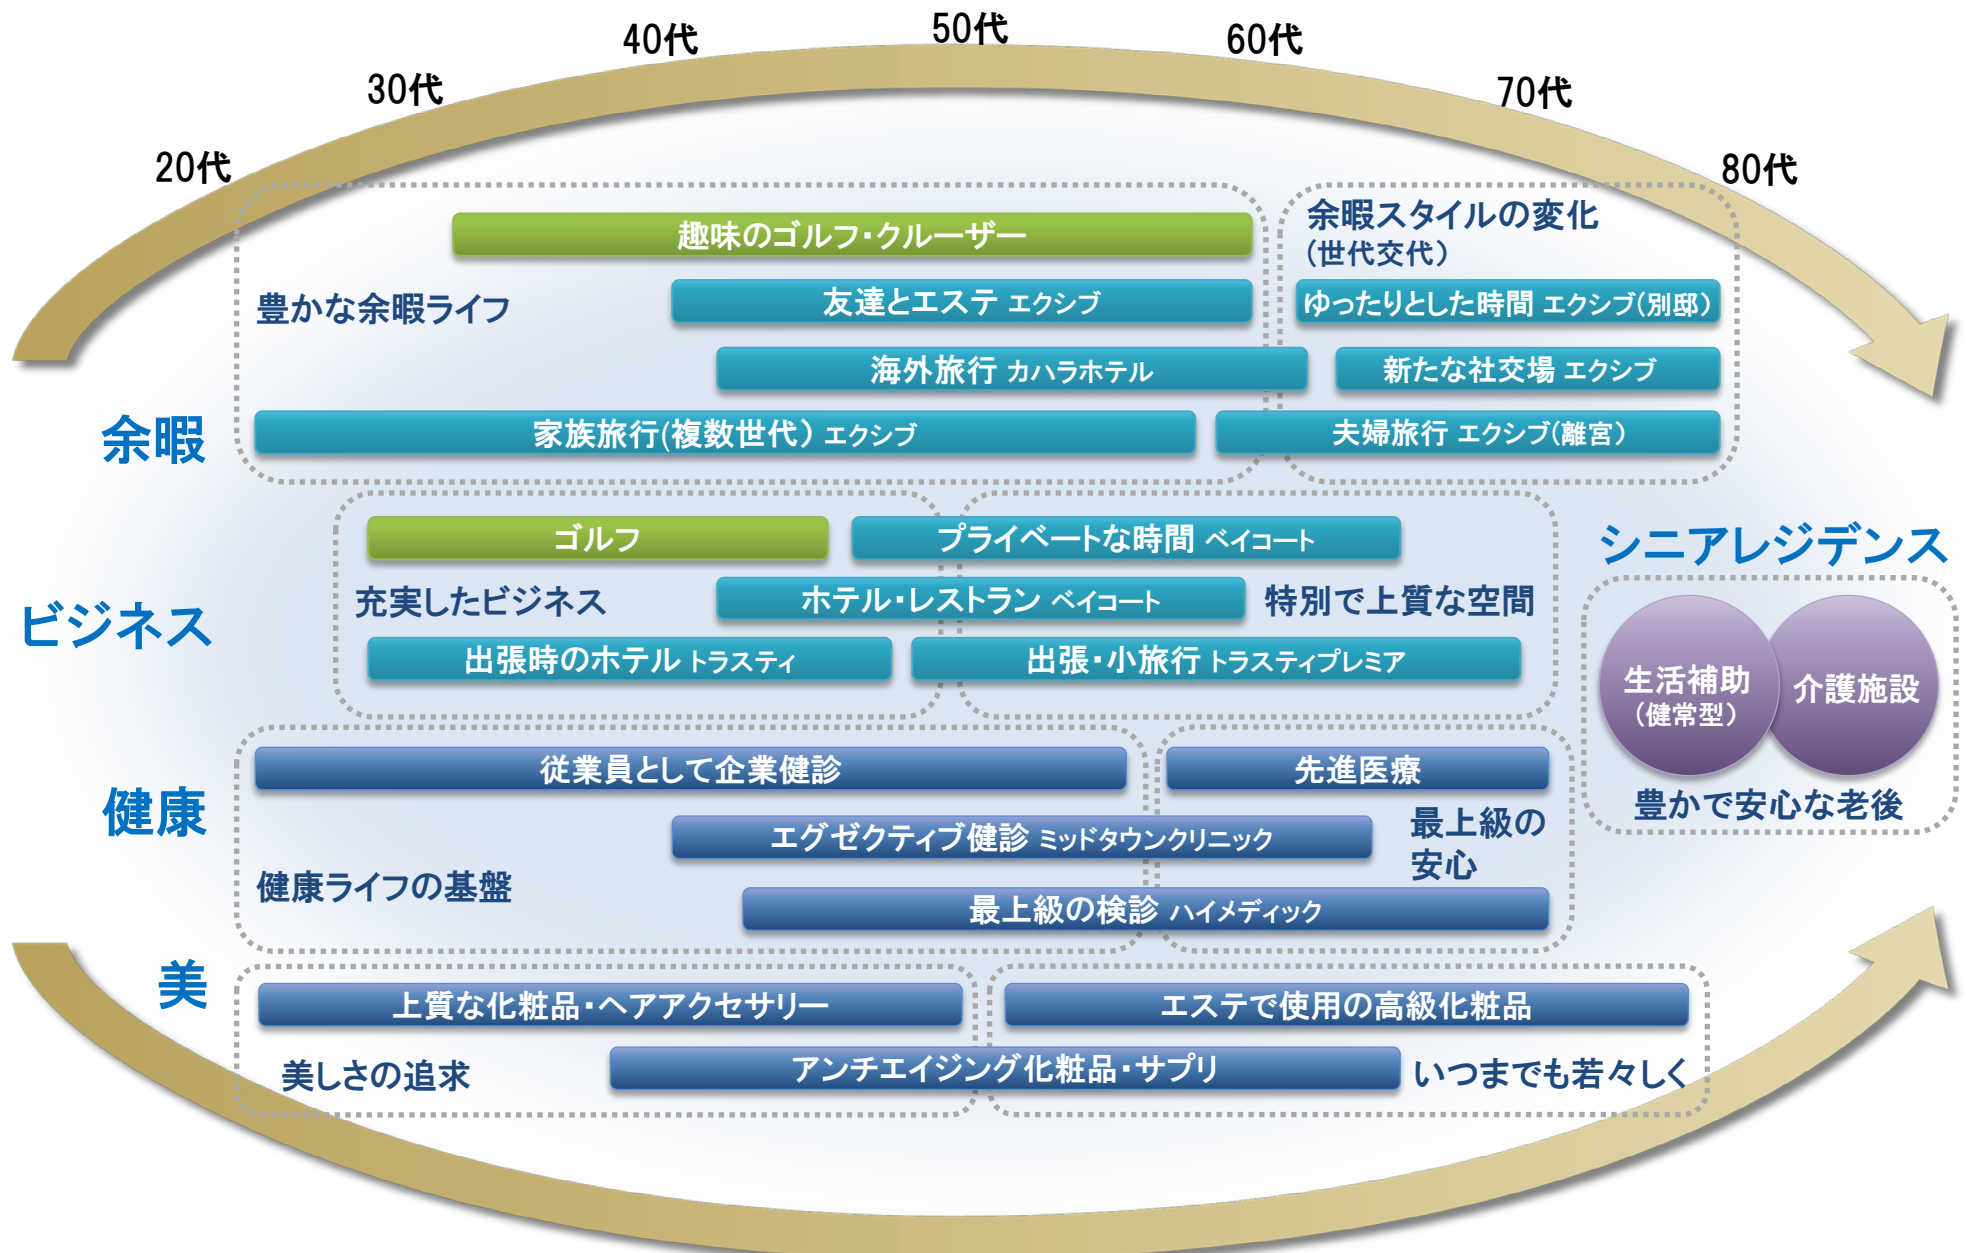 20代
30代
40代
50代
60代
70代
80代
余暇
豊かな余暇ライフ
趣味のゴルフ・クルーザー
友達とエステ エクシブ
海外旅行 カハラホテル
家族旅行(複数世代) エクシブ
余暇スタイルの変化
(世代交代)
ゆったりとした時間 エクシブ(別邸)
新たな社交場 エクシブ
夫婦旅行 エクシブ(離宮)
ビジネス
ゴルフ
充実したビジネス
出張時のホテル トラスティ
プライベートな時間 ベイコート
ホテル・レストラン ベイコート
特別で上質な空間
出張・小旅行 トラスティプレミア
健康
従業員として企業健診
先進医療
エグゼクティブ健診 ミッドタウンクリニック
最上級の
安心
健康ライフの基盤
最上級の検診 ハイメディック
美
上質な化粧品・ヘアアクセサリー
エステで使用の高級化粧品
美しさの追求
アンチエイジング化粧品・サプリ
いつまでも若々しく
シニアレジデンス
生活補助
(健常型)
介護施設
豊かで安心な老後